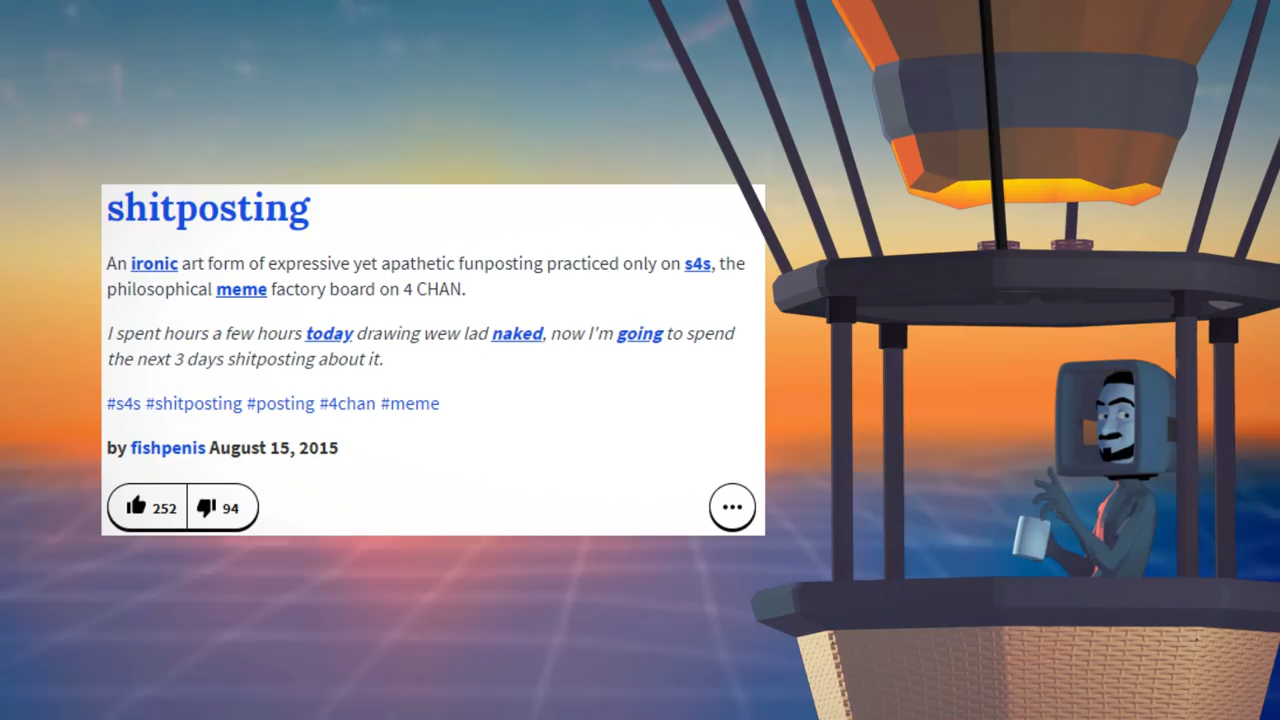 shitposting
An ironic art form of expressive yet apathetic funposting practiced only on s4s, the
philosophical meme factory board on 4 CHAN.
I spent hours a few hours today drawing wew lad naked, now I'm going to spend
the next 3 days shitposting about it.
#s4s #shitposting #posting #4chan #meme
by fishpenis August 15, 2015
252 94